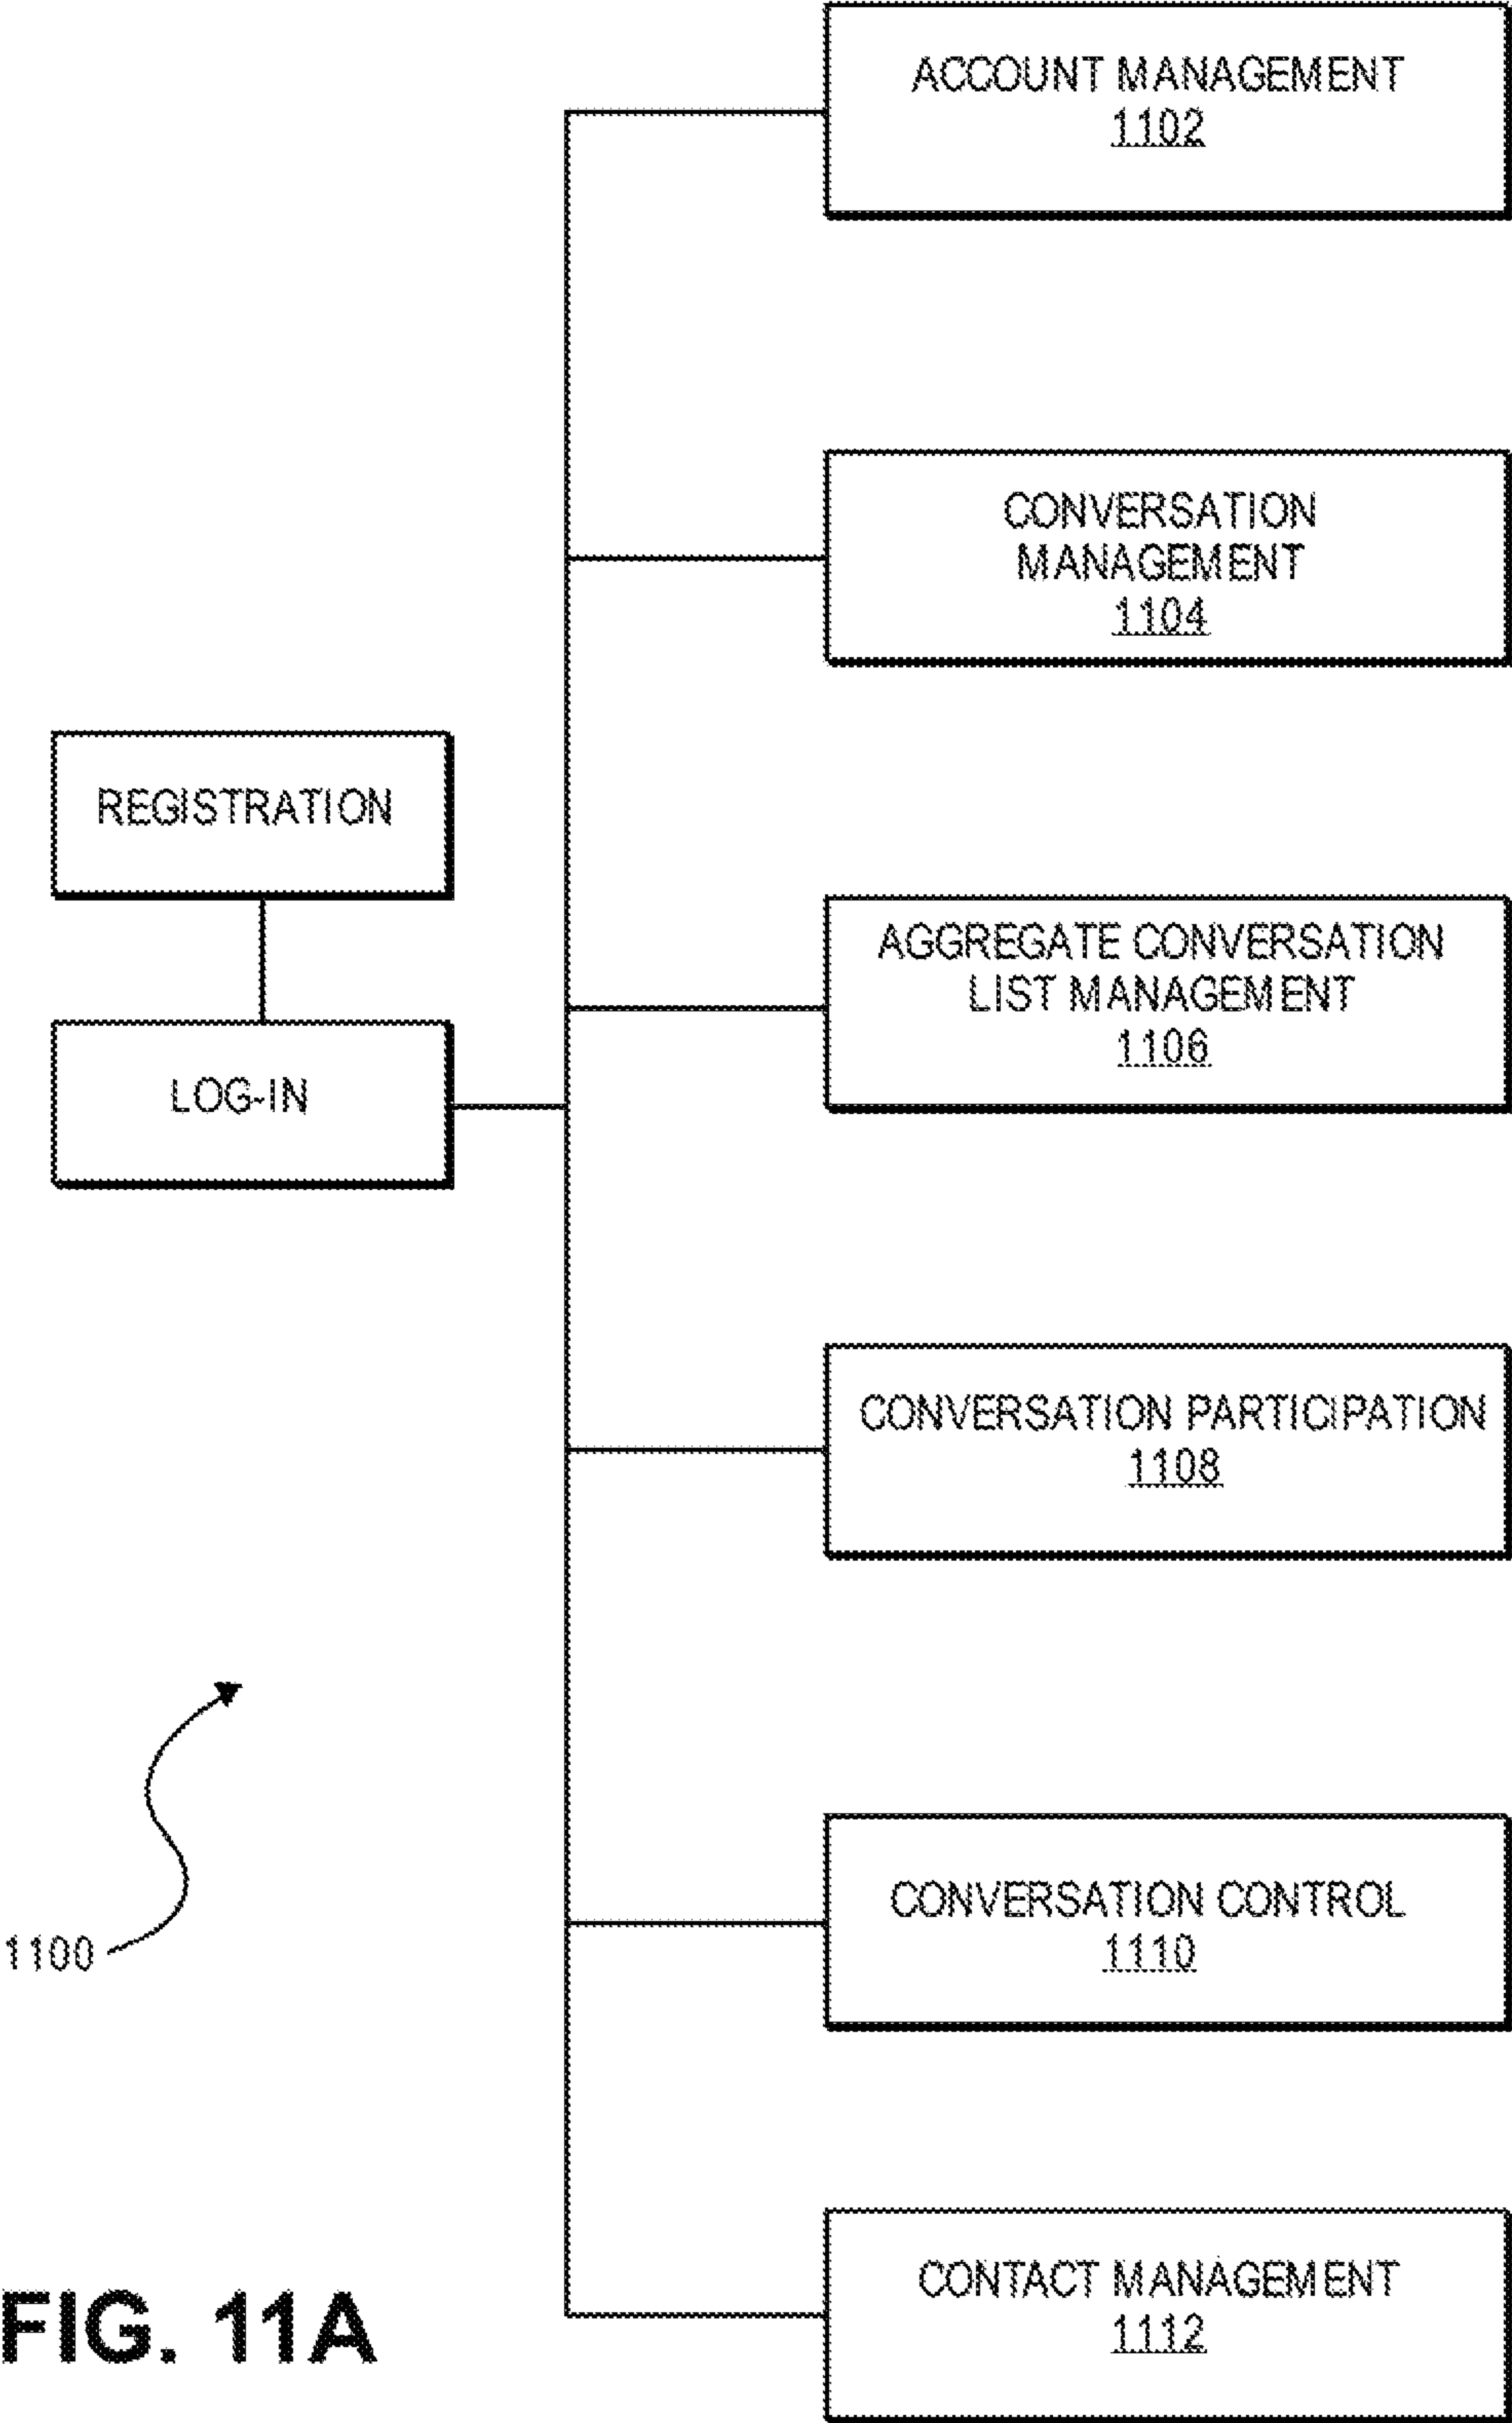 ACCOUNT MANAGEMENT
1102
CONVERSATION
MANAGEMENT
1104
REGISTRATION
AGGREGATE CONVERSATION
LIST MANAGEMENT
1106
LOG-IN
CONVERSATION PARTICIPATION
1108
CONVERSATION CONTROL
1110
1100
CONTACT MANAGEMENT
1112
FIG. 11A